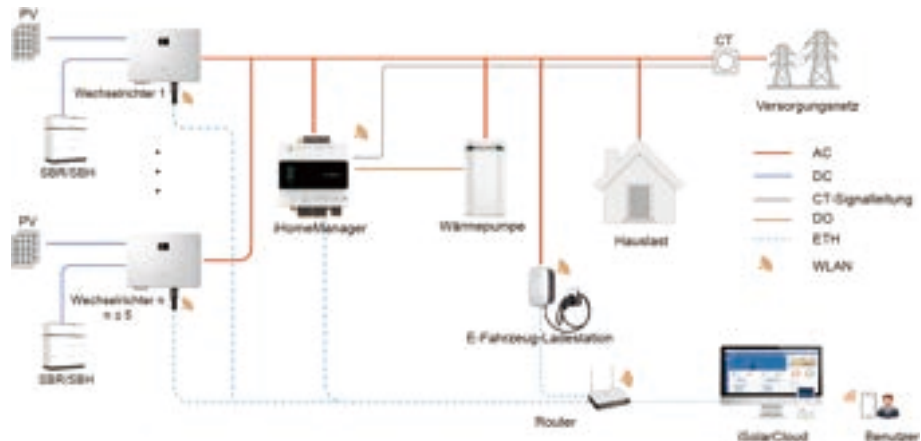 PV
Wechselrichter 1
SBR/SBH
PV
Wechselrichter n
n ≤ 5
SBR/SBH
iHomeManager
Wärmepumpe
Hauslast
E-Fahrzeug-Ladestation
Router
iSolarCloud
Benutzer
CT
Versorgungsnetz
AC
DC
CT-Signalleitung
DO
ETH
WLAN